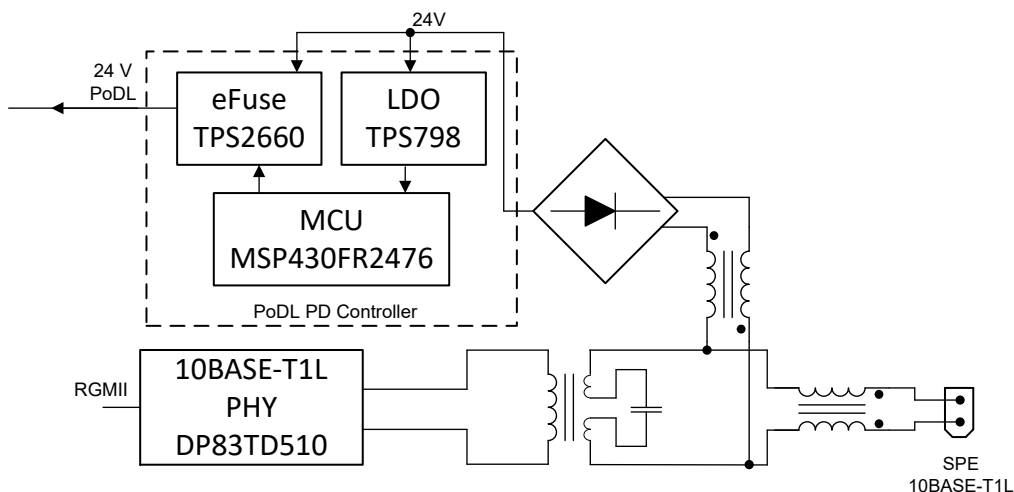 24V
24 V
PoDL
eFuse
TPS2660
LDO
TPS798
MCU
MSP430FR2476
PoDL PD Controller
RGMII
10BASE-T1L
PHY
DP83TD510
SPE
10BASE-T1L